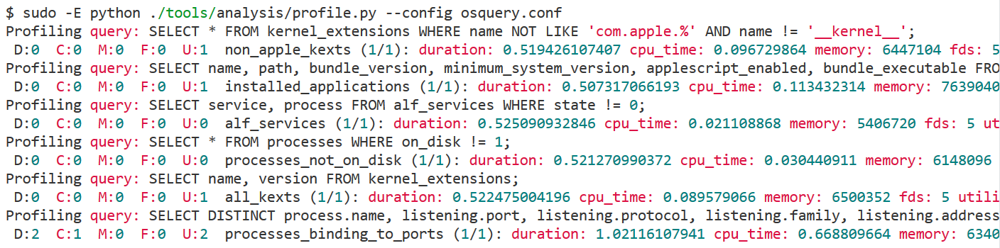 $ sudo -E python ./tools/analysis/profile.py --config osquery.conf
Profiling query: SELECT * FROM kernel_extensions WHERE name NOT LIKE 'com.apple.%' AND name != '__kernel__';
D:0 C:0 M:0 F:0 U:1 non_apple_kexts (1/1): duration: 0.519426107407 cpu_time: 0.096729864 memory: 6447104 fds: 5
Profiling query: SELECT name, path, bundle_version, minimum_system_version, applescript_enabled, bundle_executable FRO
D:0 C:0 M:0 F:0 U:1 installed_applications (1/1): duration: 0.507317066193 cpu_time: 0.113432314 memory: 7639040
Profiling query: SELECT service, process FROM alf_services WHERE state != 0;
D:0 C:0 M:0 F:0 U:0 alf_services (1/1): duration: 0.525090932846 cpu_time: 0.021108868 memory: 5406720 fds: 5 ut
Profiling query: SELECT * FROM processes WHERE on_disk != 1;
D:0 C:0 M:0 F:0 U:0 processes_not_on_disk (1/1): duration: 0.521270990372 cpu_time: 0.030440911 memory: 6148096
Profiling query: SELECT name, version FROM kernel_extensions;
D:0 C:0 M:0 F:0 U:1 all_kexts (1/1): duration: 0.522475004196 cpu_time: 0.089579066 memory: 6500352 fds: 5 utili
Profiling query: SELECT DISTINCT process.name, listening.port, listening.protocol, listening.family, listening.address
D:2 C:1 M:0 F:0 U:2 processes_binding_to_ports (1/1): duration: 1.02116107941 cpu_time: 0.668809664 memory: 6340